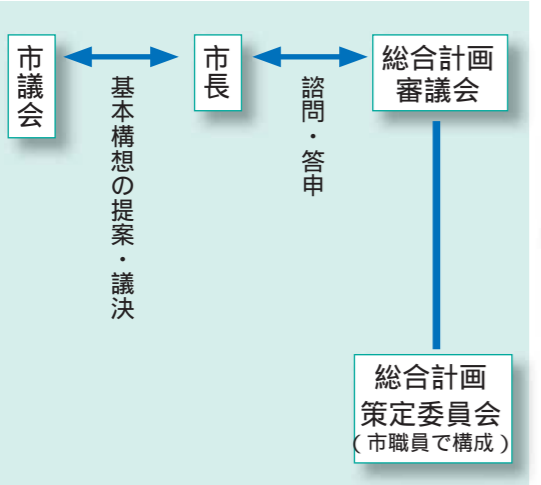 市議会
基本構想の提案・議決
市長
諮問・答申
総合計画
審議会
総合計画
策定委員会
(市職員で構成)